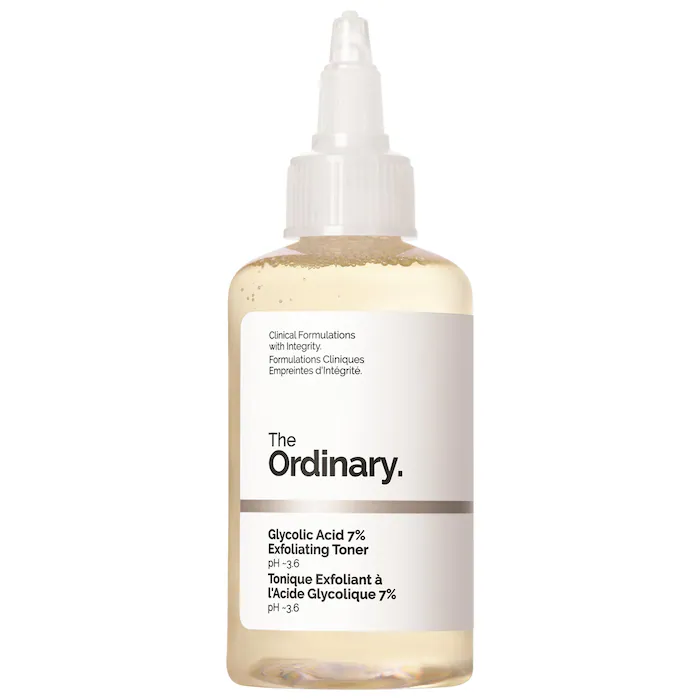 Clinical Formulations
with Integrity.
Formulations Cliniques
Empreintes d'Intégrité.
The
Ordinary.
Glycolic Acid 7%
Exfoliating Toner
pH ~3.6
Tonique Exfoliant à
l'Acide Glycolique 7%
pH ~3.6